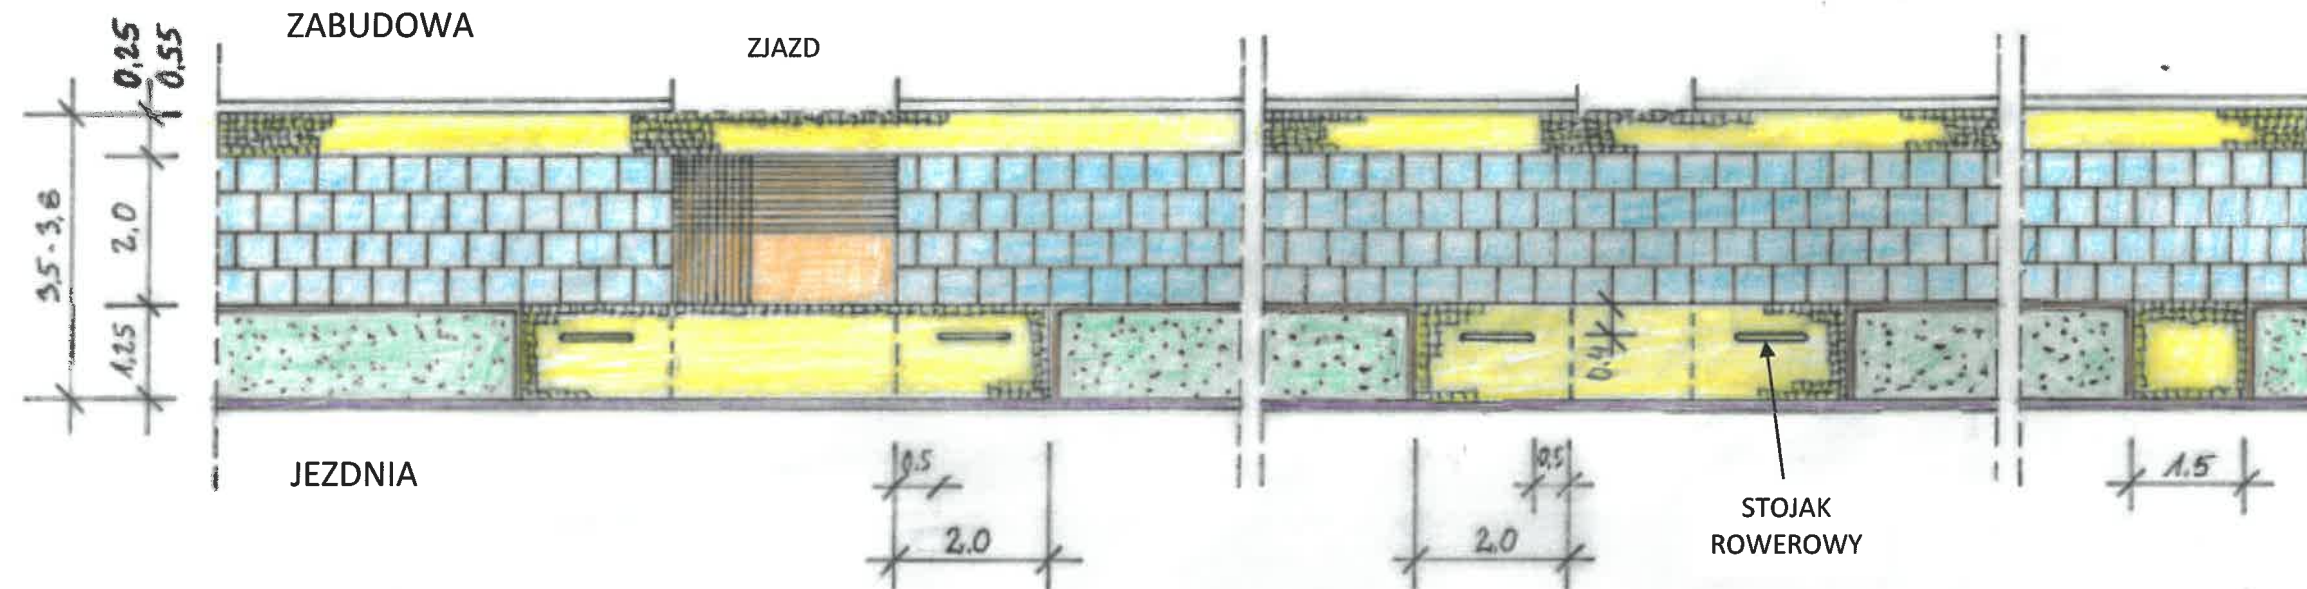 ZABUDOWA
ZJAZD
0,25
0,55
3,5-3,8
2,0
1,25
0,4
JEZDNIA
0,5
2,0
0,5
2,0
STOJAK
ROWEROWY
1,5